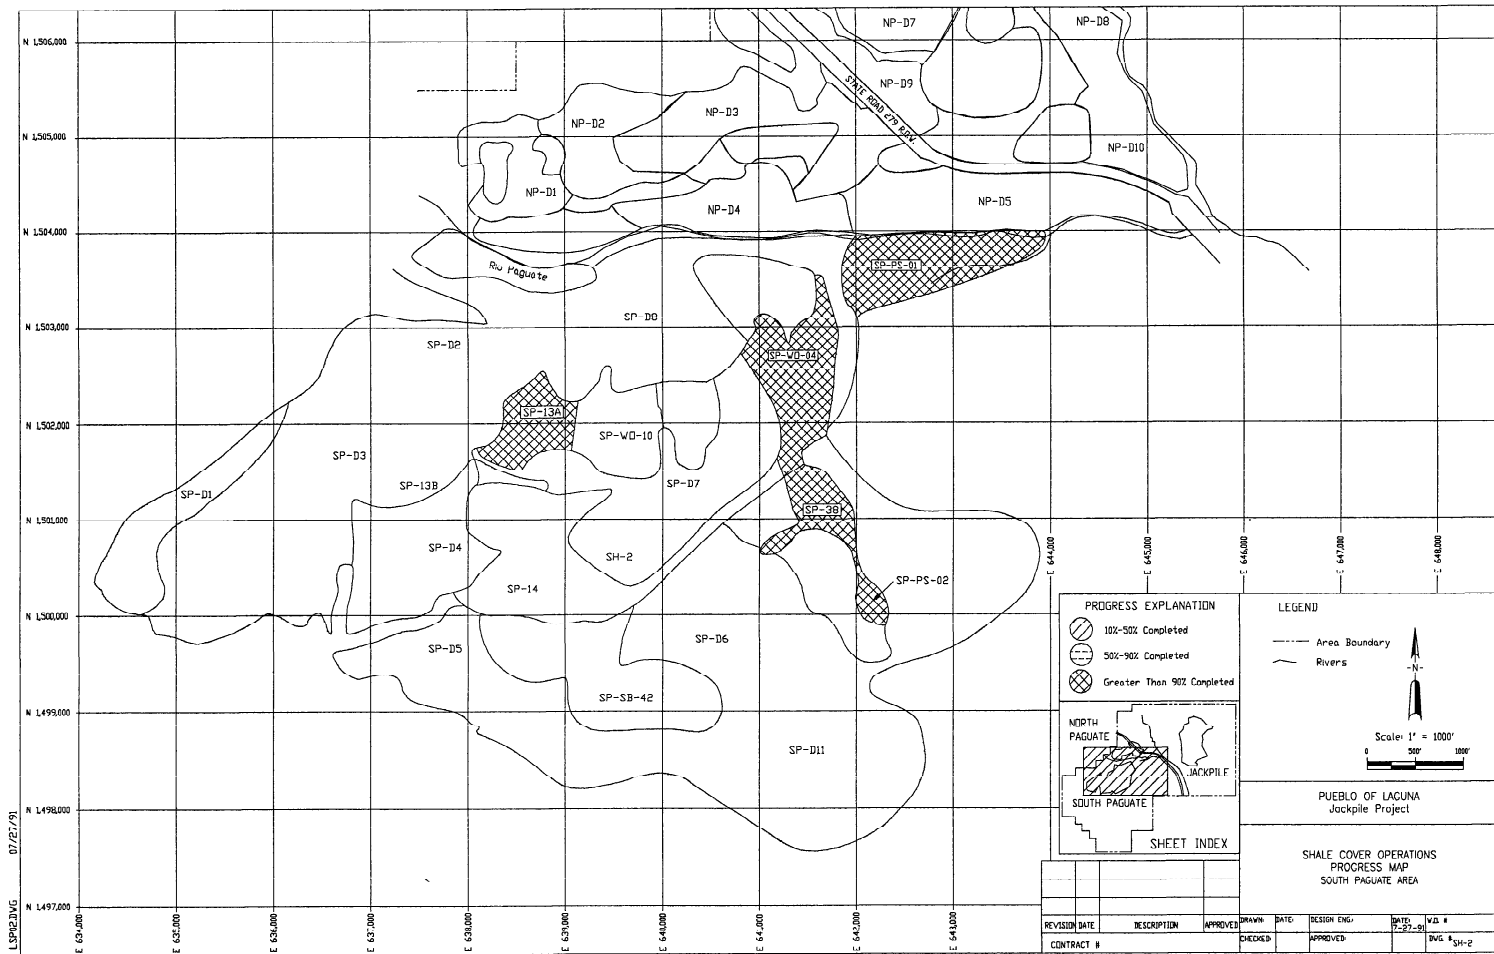 NP-D7
NP-D8
N 1,506,000
NP-D9
STATE ROAD 279 R.O.W.
NP-D3
NP-D2
N 1,505,000
NP-D10
NP-D1
NP-D5
NP-D4
N 1,504,000
SP-PS-01
Rio Paguate
N 1,503,000
SP-D8
SP-D2
SP-WD-04
SP-13A
N 1,502,000
SP-WD-10
SP-D3
SP-D7
SP-13B
SP-D1
SP-38
N 1,501,000
SP-D4
SH-2
SP-PS-02
SP-14
N 1,500,000
SP-D6
SP-D5
SP-SB-42
N 1,499,000
SP-D11
N 1,498,000
N 1,497,000
E 634,000
E 635,000
E 636,000
E 637,000
E 638,000
E 639,000
E 640,000
E 641,000
E 642,000
E 643,000
E 644,000
E 645,000
E 646,000
E 647,000
E 648,000
LSP02.DWG 07/27/91
PROGRESS EXPLANATION
10%-50% Completed
50%-90% Completed
Greater Than 90% Completed
LEGEND
Area Boundary
Rivers
-N-
Scale: 1" = 1000'
0 500' 1000'
NORTH
PAGUATE
JACKPILE
SOUTH PAGUATE
SHEET INDEX
PUEBLO OF LAGUNA
Jackpile Project
SHALE COVER OPERATIONS
PROGRESS MAP
SOUTH PAGUATE AREA
REVISION DATE DESCRIPTION APPROVED
CONTRACT #
DRAWN: DATE: DESIGN ENG.: DATE: 7-27-91 W.O. #
CHECKED: APPROVED: DWG. # SH-2